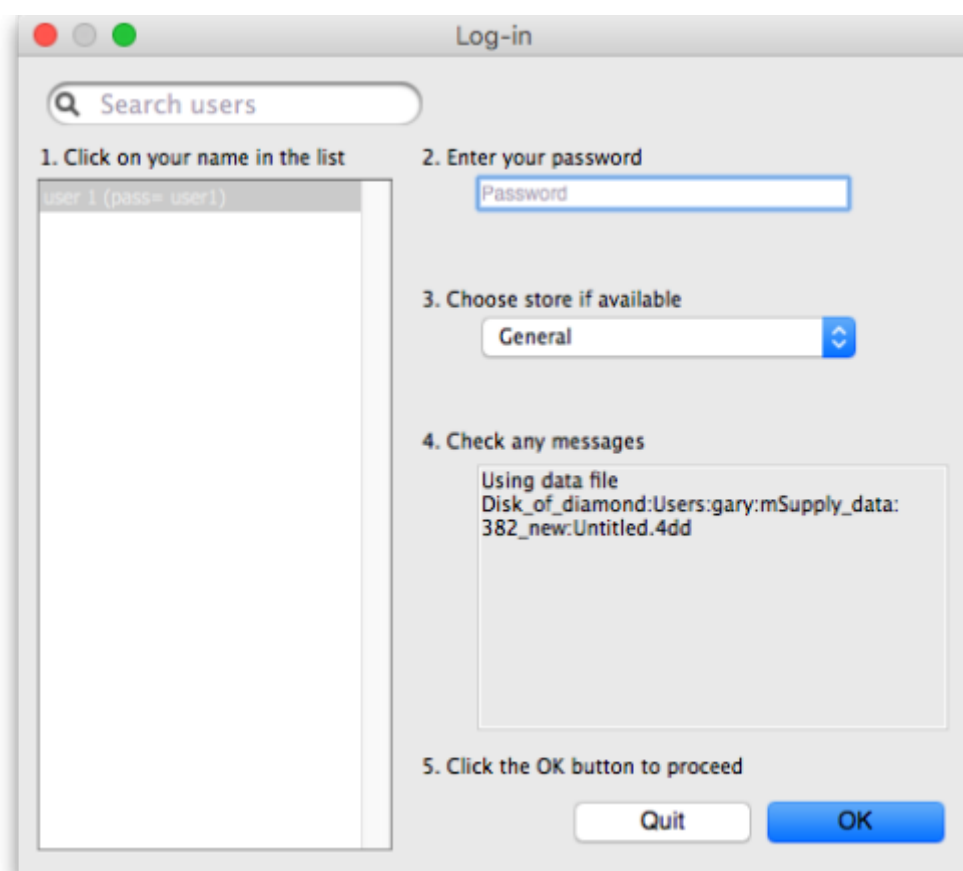 Log-in
Search users
1. Click on your name in the list
user 1 (pass= user1)
2. Enter your password
Password
3. Choose store if available
General
4. Check any messages
Using data file
Disk_of_diamond:Users:gary:mSupply_data:
382_new:Untitled.4dd
5. Click the OK button to proceed
Quit
OK